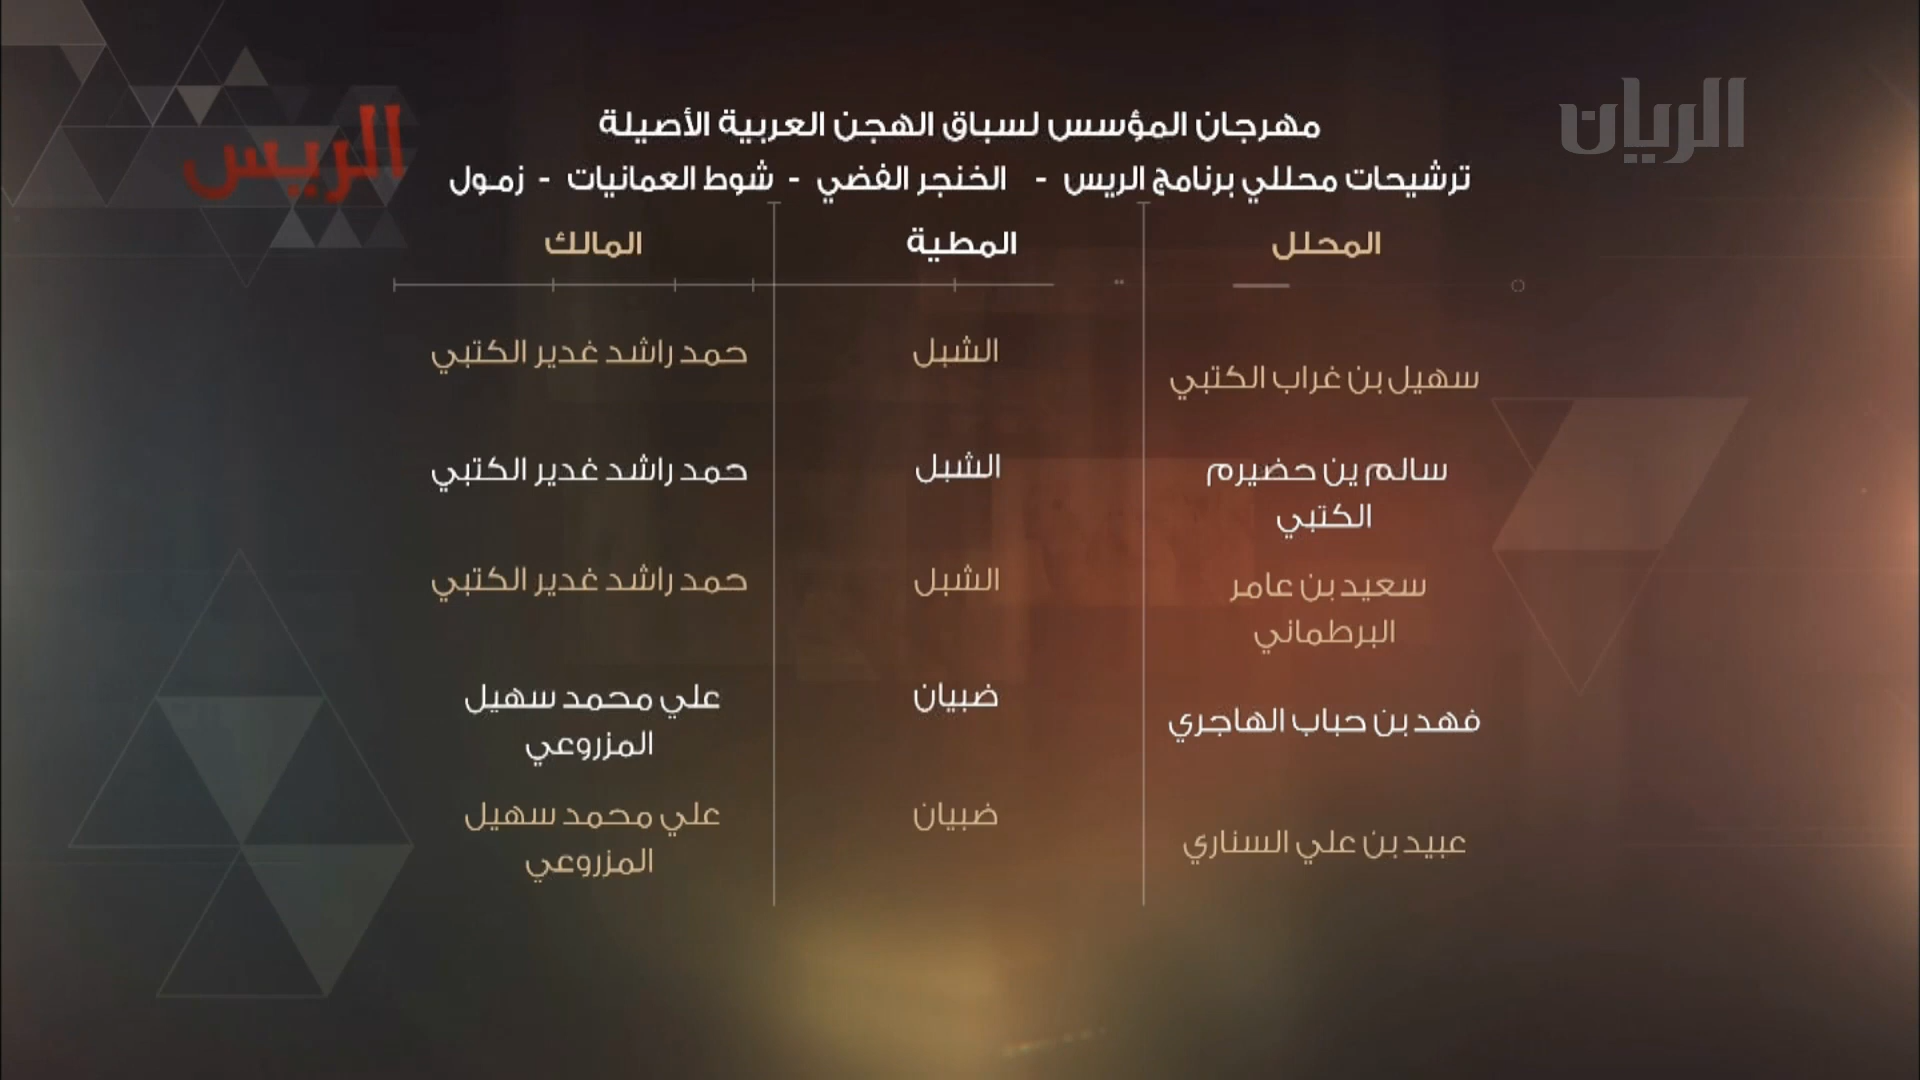 الريان
الريس
مهرجان المؤسس لسباق الهجن العربية الأصيلة
ترشيحات محللي برنامج الريس - الخنجر الفضي - شوط العمانيات - زمول
المحلل المطية المالك
سهيل بن غراب الكتبي الشبل حمد راشد غدير الكتبي
سالم ين حضيرم الشبل حمد راشد غدير الكتبي
الكتبي
سعيد بن عامر الشبل حمد راشد غدير الكتبي
البرطماني
فهد بن حباب الهاجري ضبيان علي محمد سهيل
المزروعي
عبيد بن علي السناري ضبيان علي محمد سهيل
المزروعي